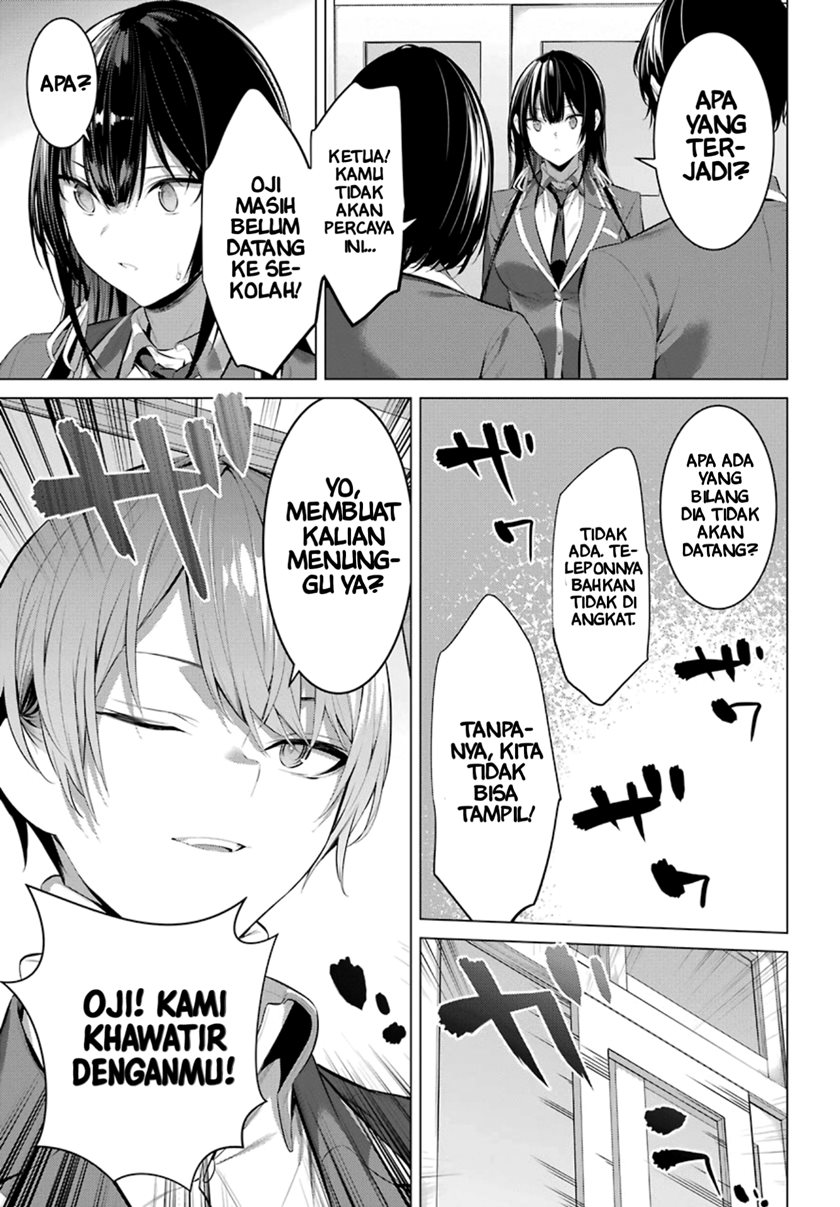 APA
YANG
TER-
JADI?
KETUA!
KAMU
TIDAK
AKAN
PERCAYA
INI...
OJI
MASIH
BELUM
DATANG
KE SE-
KOLAH!
APA?
APA ADA
YANG
BILANG
DIA TIDAK
AKAN
DATANG?
TIDAK
ADA. TE-
LEPONNYA
BAHKAN
TIDAK DI
ANGKAT.
TANPA-
NYA, KITA
TIDAK
BISA
TAMPIL!
ザワ
ザワ
ガラ
YO,
MEMBUAT
KALIAN
MENUNG-
GU YA?
ザ
OJI! KAMI
KHAWATIR
DENGANMU!